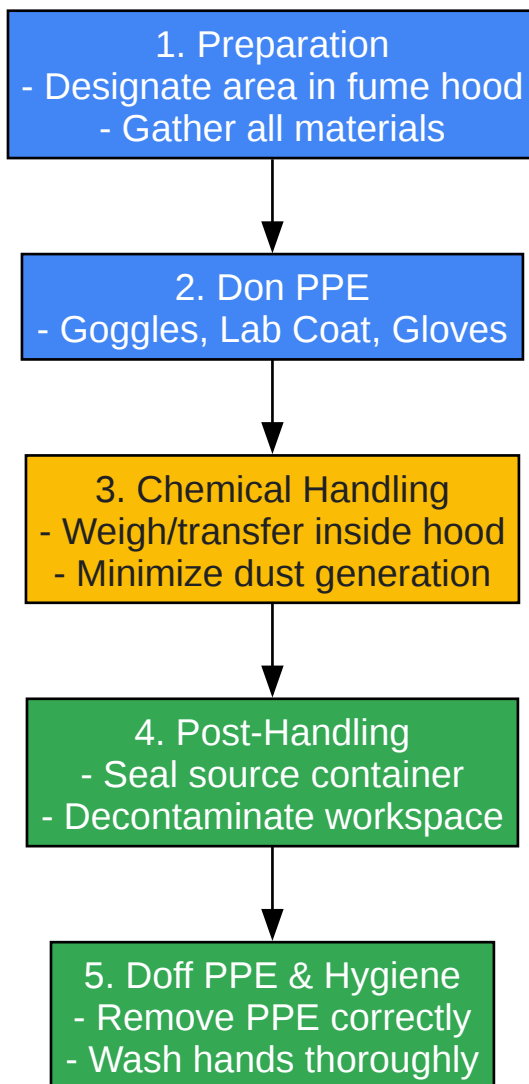 1. Preparation
- Designate area in fume hood
- Gather all materials
2. Don PPE
- Goggles, Lab Coat, Gloves
3. Chemical Handling
- Weigh/transfer inside hood
- Minimize dust generation
4. Post-Handling
- Seal source container
- Decontaminate workspace
5. Doff PPE & Hygiene
- Remove PPE correctly
- Wash hands thoroughly